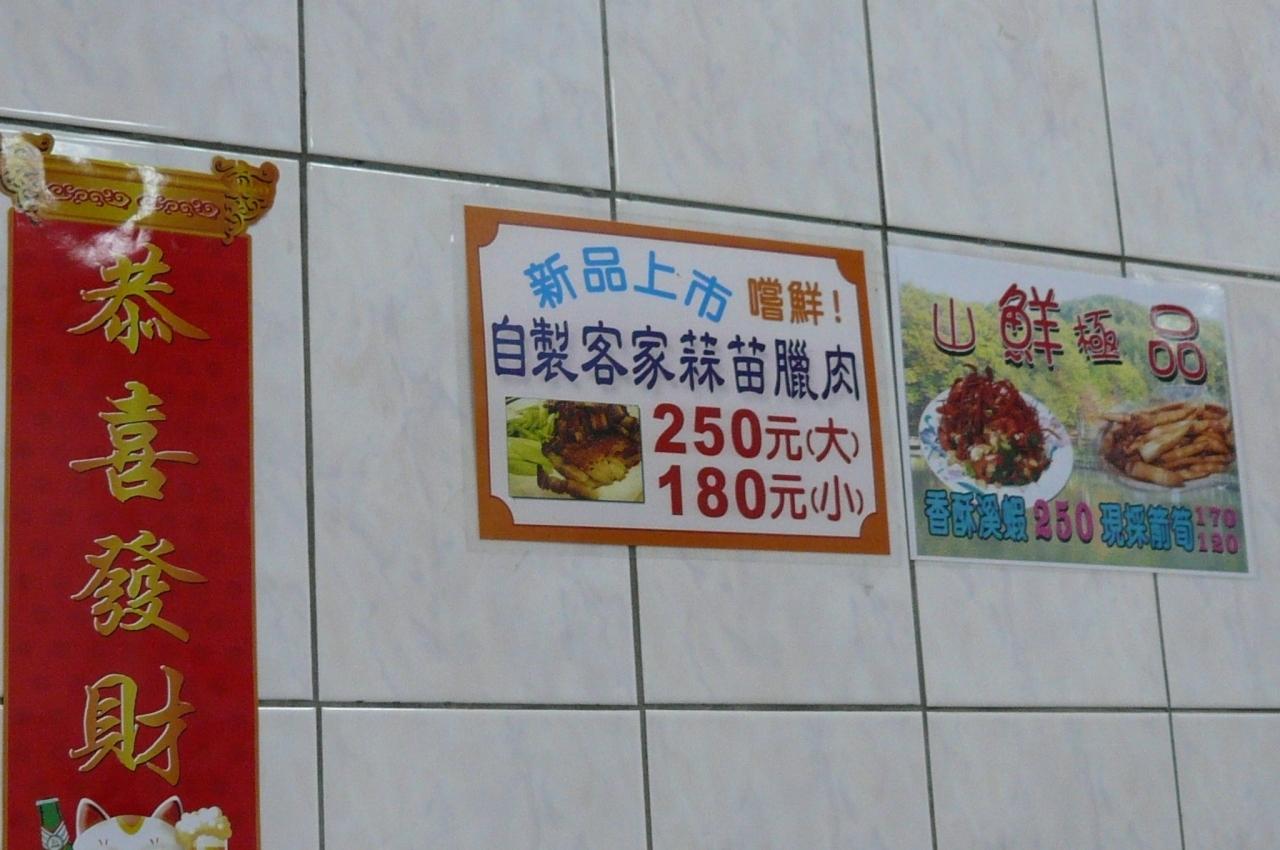 恭喜發財
新品上市 嚐鮮!
自製客家蒜苗臘肉
250元(大)
180元(小)
山鮮極品
香酥溪蝦 250 現採箭筍 170
120